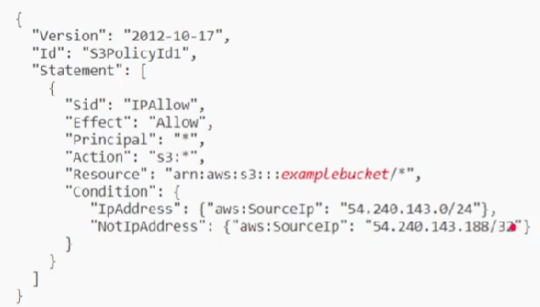 {
"Version": "2012-10-17",
"Id": "S3PolicyId1",
"Statement": [
{
"Sid": "IPAllow",
"Effect": "Allow",
"Principal": "*",
"Action": "s3:*",
"Resource": "arn:aws:s3:::examplebucket/*",
"Condition": {
"IpAddress": {"aws:SourceIp": "54.240.143.0/24"},
"NotIpAddress": {"aws:SourceIp": "54.240.143.188/32"}
}
}
]
}